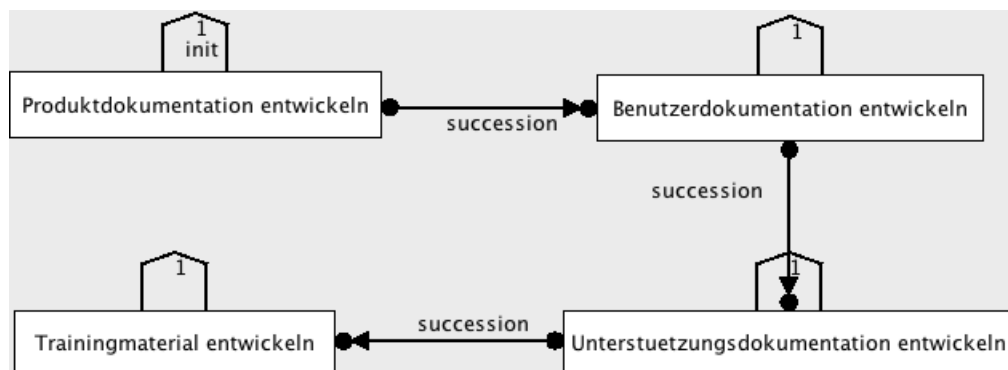 1
init
Produktdokumentation entwickeln
succession
1
Benutzerdokumentation entwickeln
succession
1
Unterstuetzungsdokumentation entwickeln
succession
1
Trainingmaterial entwickeln